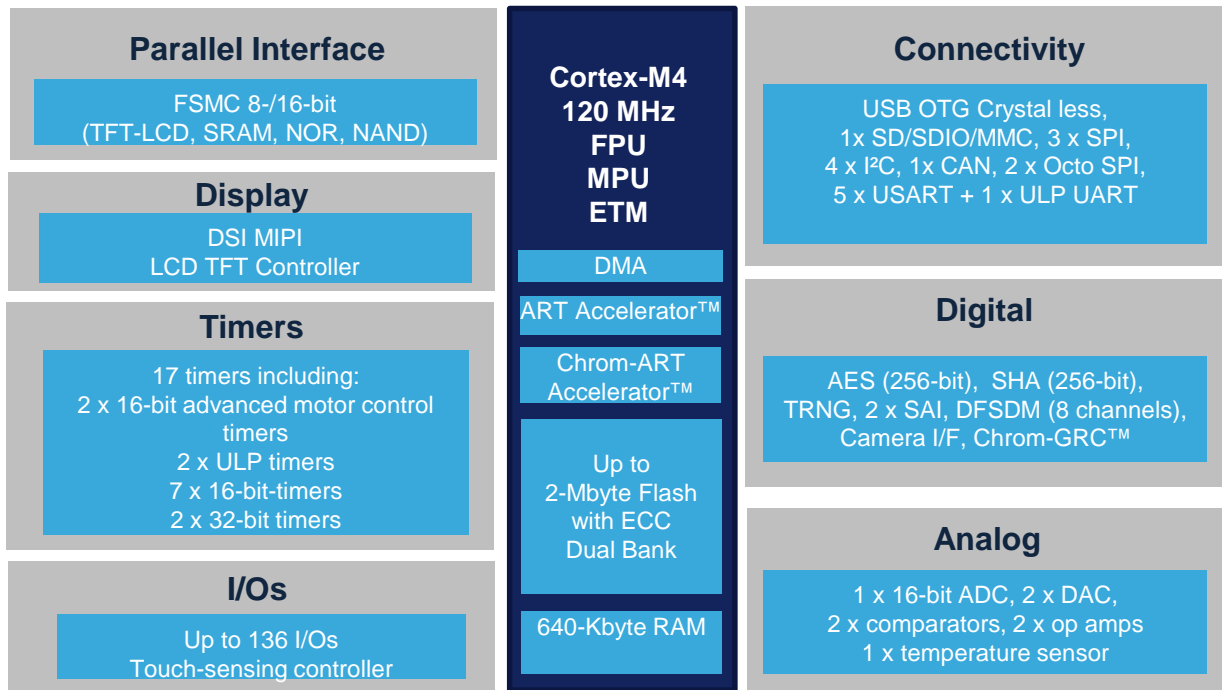 Parallel Interface
FSMC 8-/16-bit
(TFT-LCD, SRAM, NOR, NAND)
Display
DSI MIPI
LCD TFT Controller
Timers
17 timers including:
2 x 16-bit advanced motor control
timers
2 x ULP timers
7 x 16-bit-timers
2 x 32-bit timers
I/Os
Up to 136 I/Os
Touch-sensing controller
Cortex-M4
120 MHz
FPU
MPU
ETM
DMA
ART Accelerator™
Chrom-ART
Accelerator™
Up to
2-Mbyte Flash
with ECC
Dual Bank
640-Kbyte RAM
Connectivity
USB OTG Crystal less,
1x SD/SDIO/MMC, 3 x SPI,
4 x I²C, 1x CAN, 2 x Octo SPI,
5 x USART + 1 x ULP UART
Digital
AES (256-bit), SHA (256-bit),
TRNG, 2 x SAI, DFSDM (8 channels),
Camera I/F, Chrom-GRC™
Analog
1 x 16-bit ADC, 2 x DAC,
2 x comparators, 2 x op amps
1 x temperature sensor